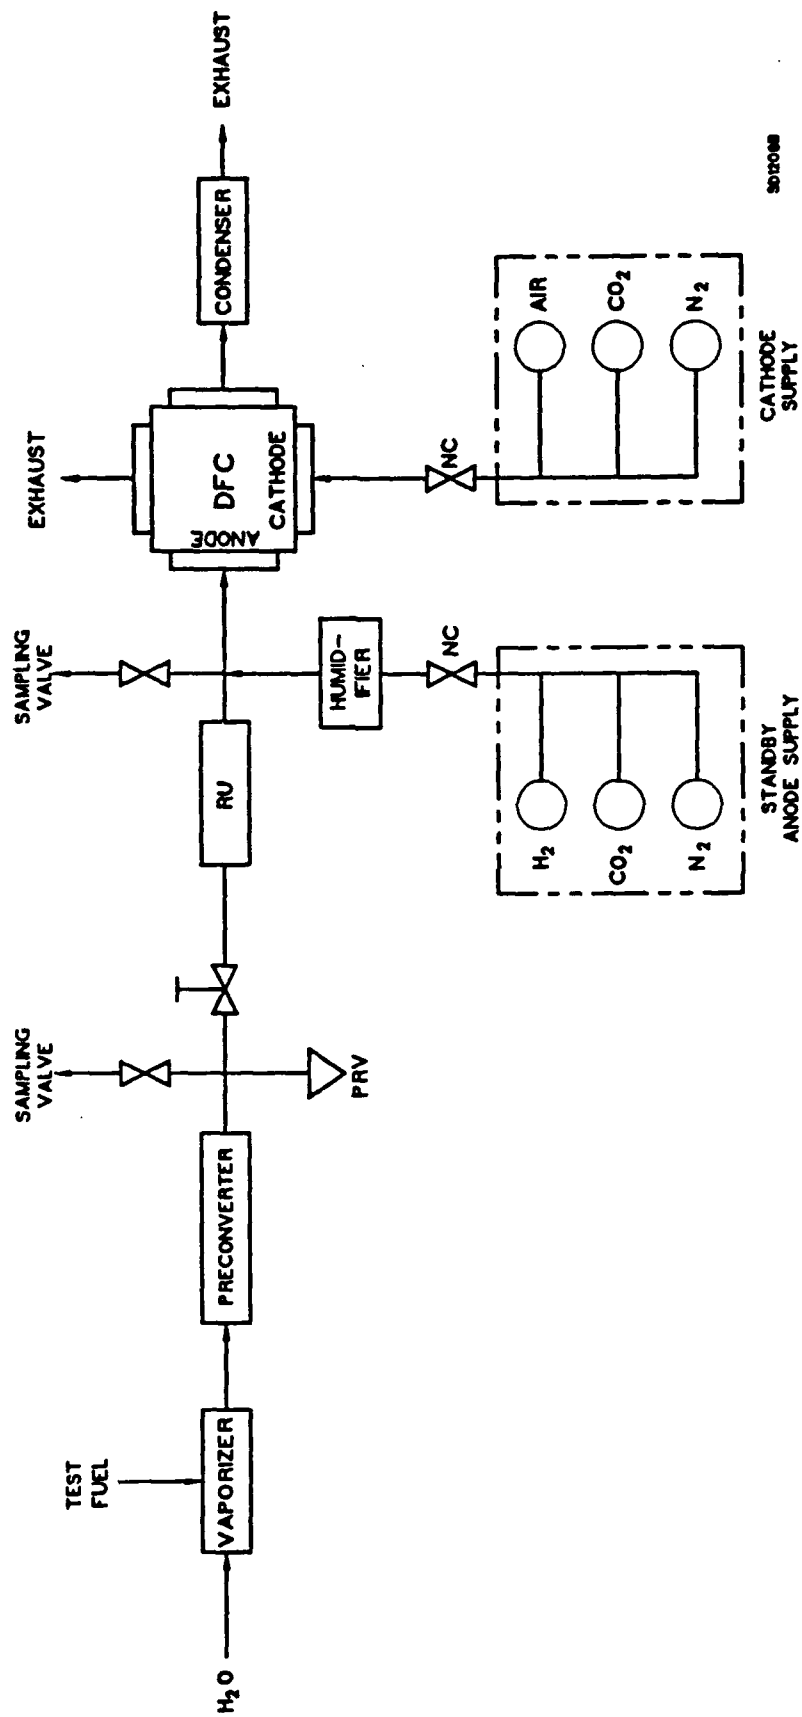 H₂O
TEST
FUEL
VAPORIZER
PRECONVERTER
SAMPLING
VALVE
PRV
RU
SAMPLING
VALVE
HUMID-
IFIER
NC
H₂
CO₂
N₂
STANDBY
ANODE SUPPLY
EXHAUST
ANODE
DFC
CATHODE
NC
AIR
CO₂
N₂
CATHODE
SUPPLY
CONDENSER
EXHAUST